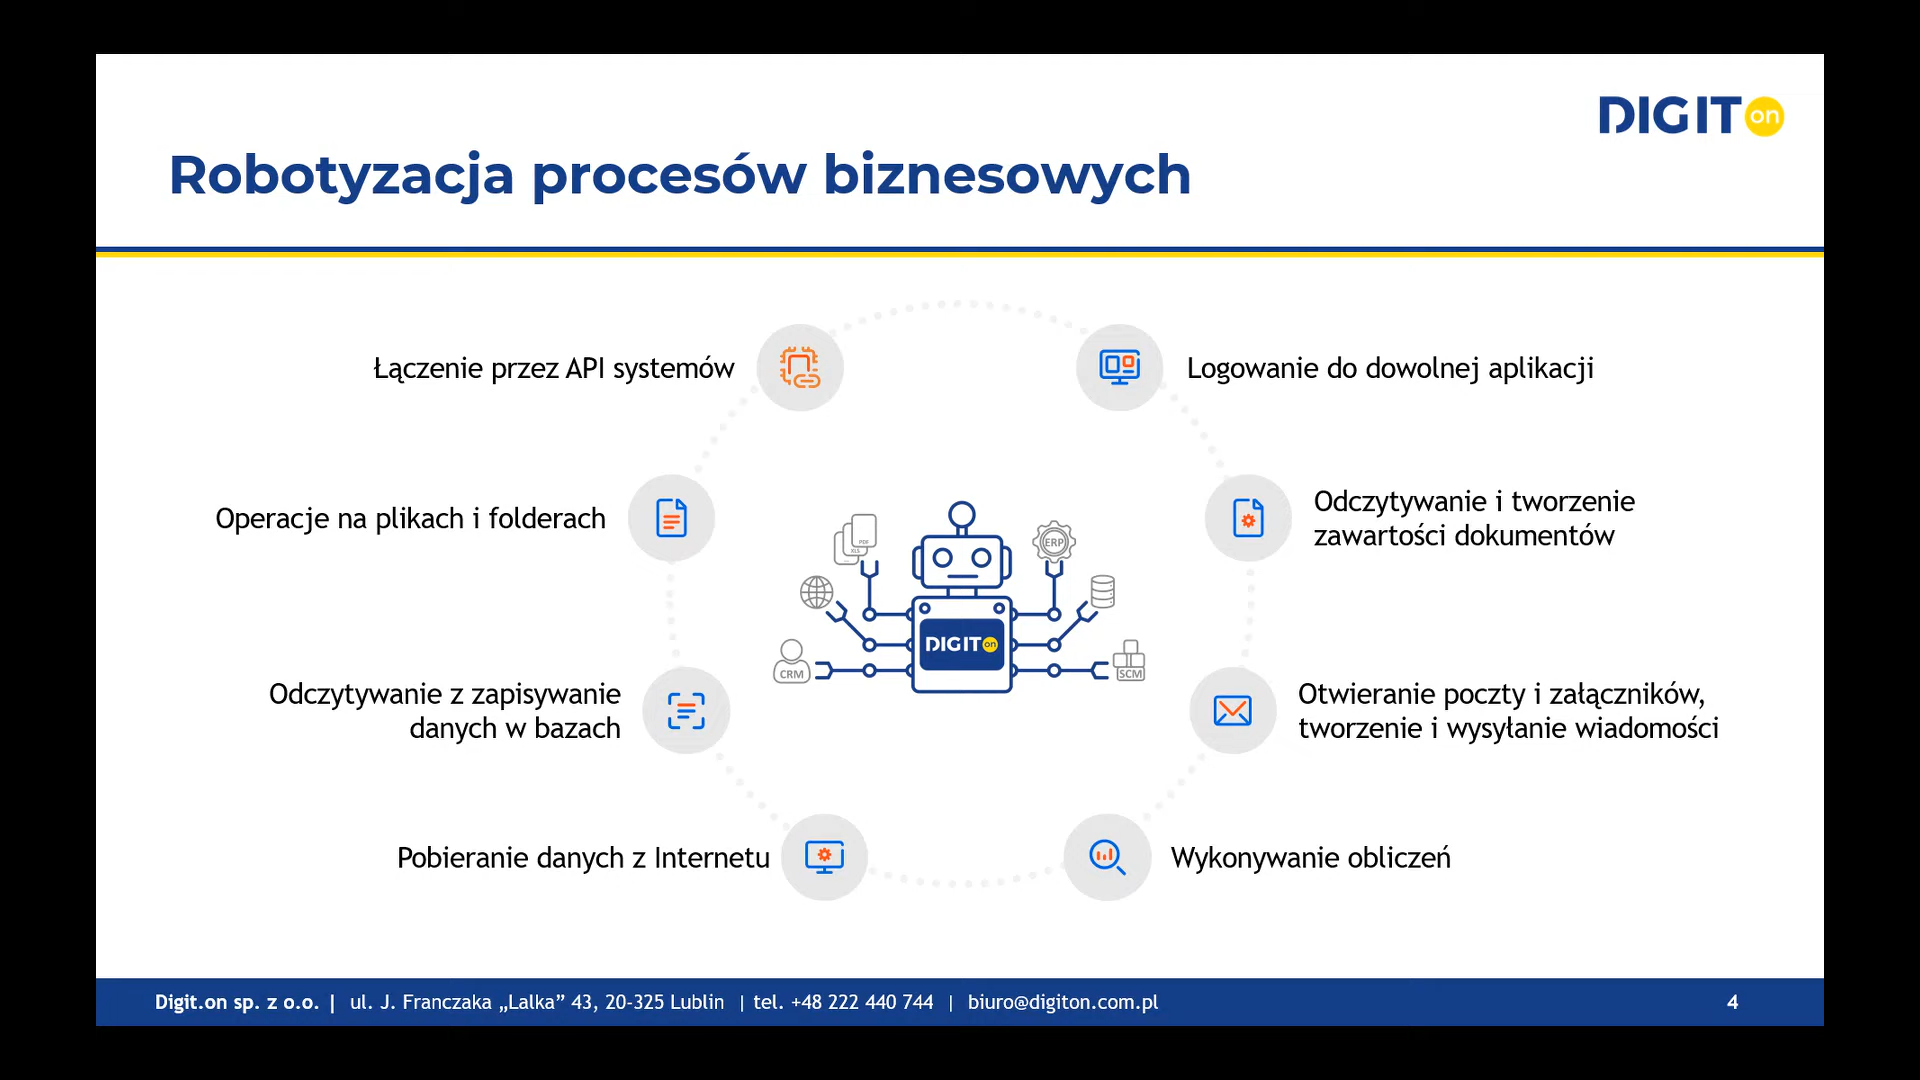 DIGITon
Robotyzacja procesów biznesowych
Łączenie przez API systemów
Logowanie do dowolnej aplikacji
Operacje na plikach i folderach
Odczytywanie i tworzenie
zawartości dokumentów
PDF
XLS
ERP
DIGITon
CRM
SCM
Odczytywanie z zapisywanie
danych w bazach
Otwieranie poczty i załączników,
tworzenie i wysyłanie wiadomości
Pobieranie danych z Internetu
Wykonywanie obliczeń
Digit.on sp. z o.o. | ul. J. Franczaka „Lalka” 43, 20-325 Lublin | tel. +48 222 440 744 | biuro@digiton.com.pl
4